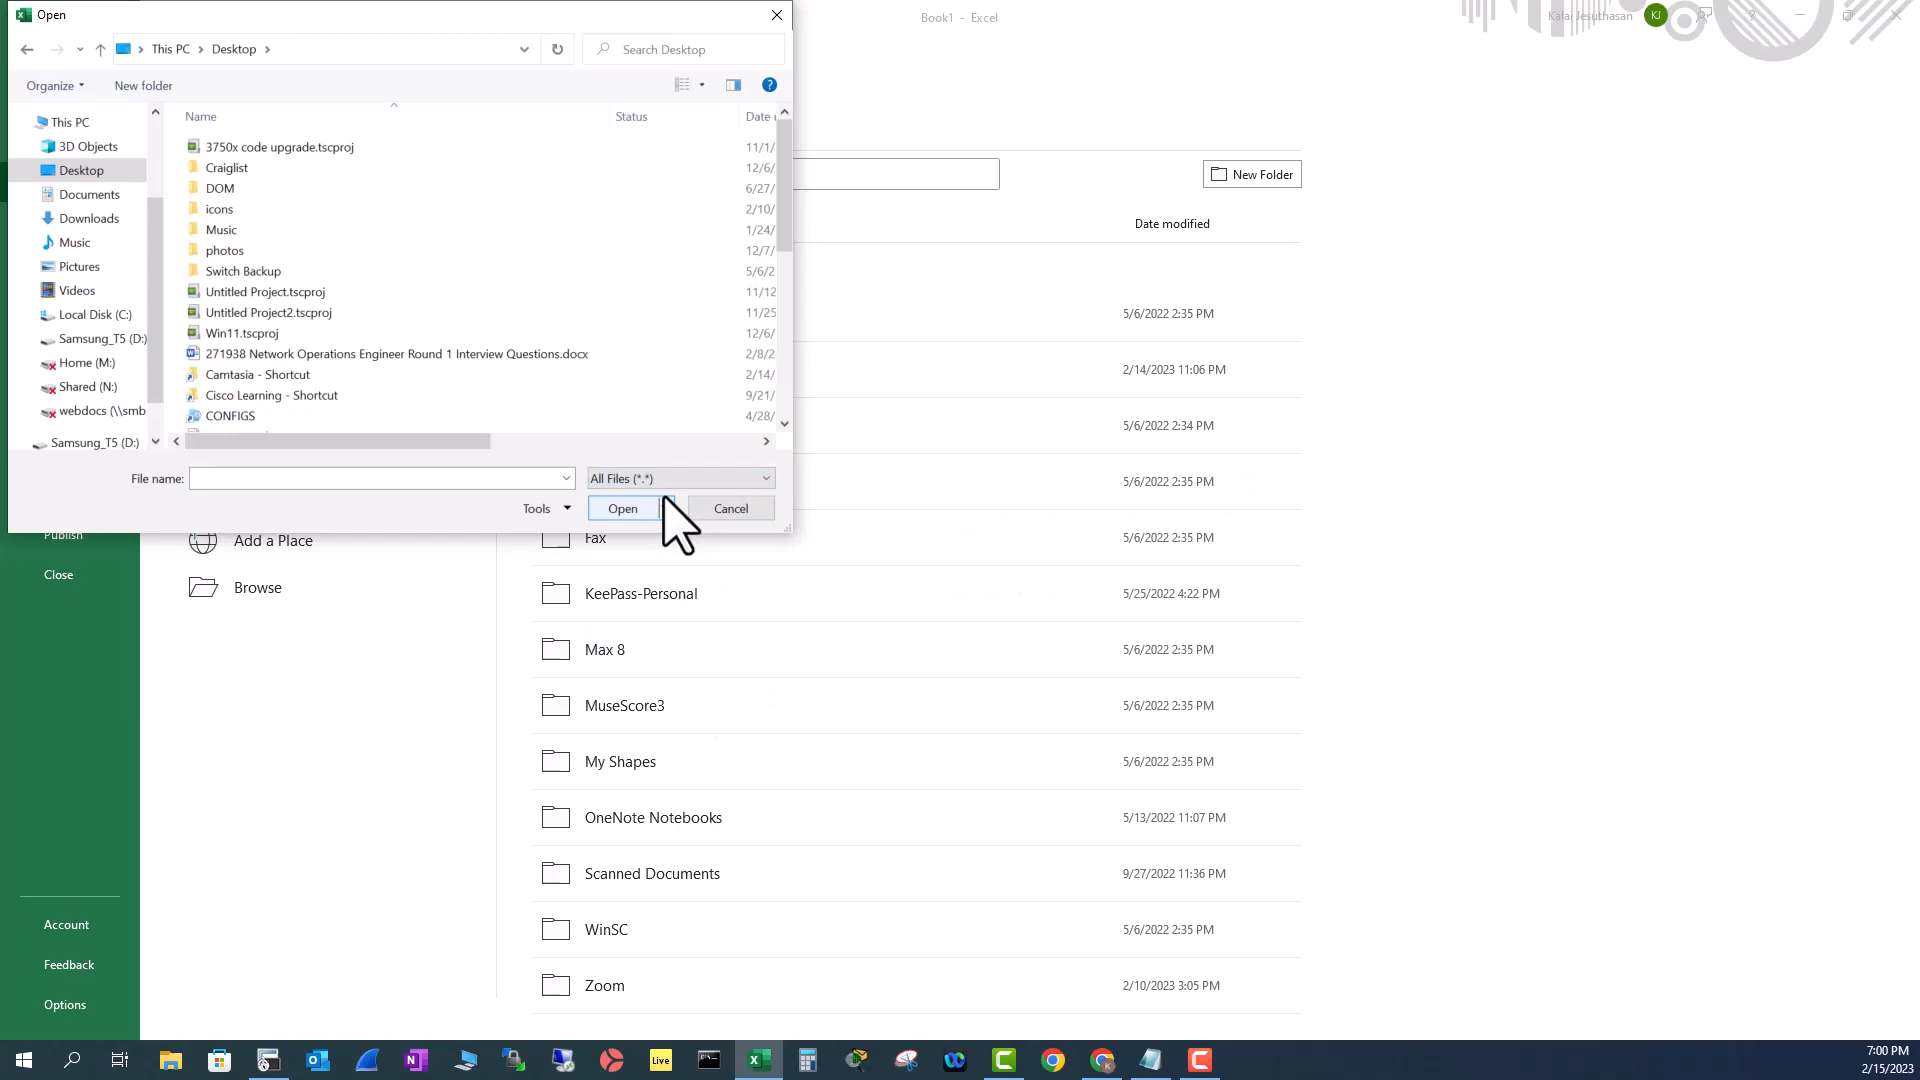 Open
Book1 - Excel
Kalai Jesuthasan
KJ
This PC
Desktop
Search Desktop
Organize
New folder
Name
Status
Date
This PC
3D Objects
Desktop
Documents
Downloads
Music
Pictures
Videos
Local Disk (C:)
Samsung_T5 (D:)
Home (M:)
Shared (N:)
webdocs (\\smb
Samsung_T5 (D:)
3750x code upgrade.tscproj 11/1/
Craiglist 12/6/
DOM 6/27/
icons 2/10/
Music 1/24/
photos 12/7/
Switch Backup 5/6/2
Untitled Project.tscproj 11/12
Untitled Project2.tscproj 11/25
Win11.tscproj 12/6/
271938 Network Operations Engineer Round 1 Interview Questions.docx 2/8/2
Camtasia - Shortcut 2/14/
Cisco Learning - Shortcut 9/21/
CONFIGS 4/28/
File name:
All Files (*.*)
Tools
Open
Cancel
New Folder
Date modified
5/6/2022 2:35 PM
2/14/2023 11:06 PM
5/6/2022 2:34 PM
5/6/2022 2:35 PM
Fax 5/6/2022 2:35 PM
KeePass-Personal 5/25/2022 4:22 PM
Max 8 5/6/2022 2:35 PM
MuseScore3 5/6/2022 2:35 PM
My Shapes 5/6/2022 2:35 PM
OneNote Notebooks 5/13/2022 11:07 PM
Scanned Documents 9/27/2022 11:36 PM
WinSC 5/6/2022 2:35 PM
Zoom 2/10/2023 3:05 PM
Publish
Close
Add a Place
Browse
Account
Feedback
Options
Live
7:00 PM
2/15/2023